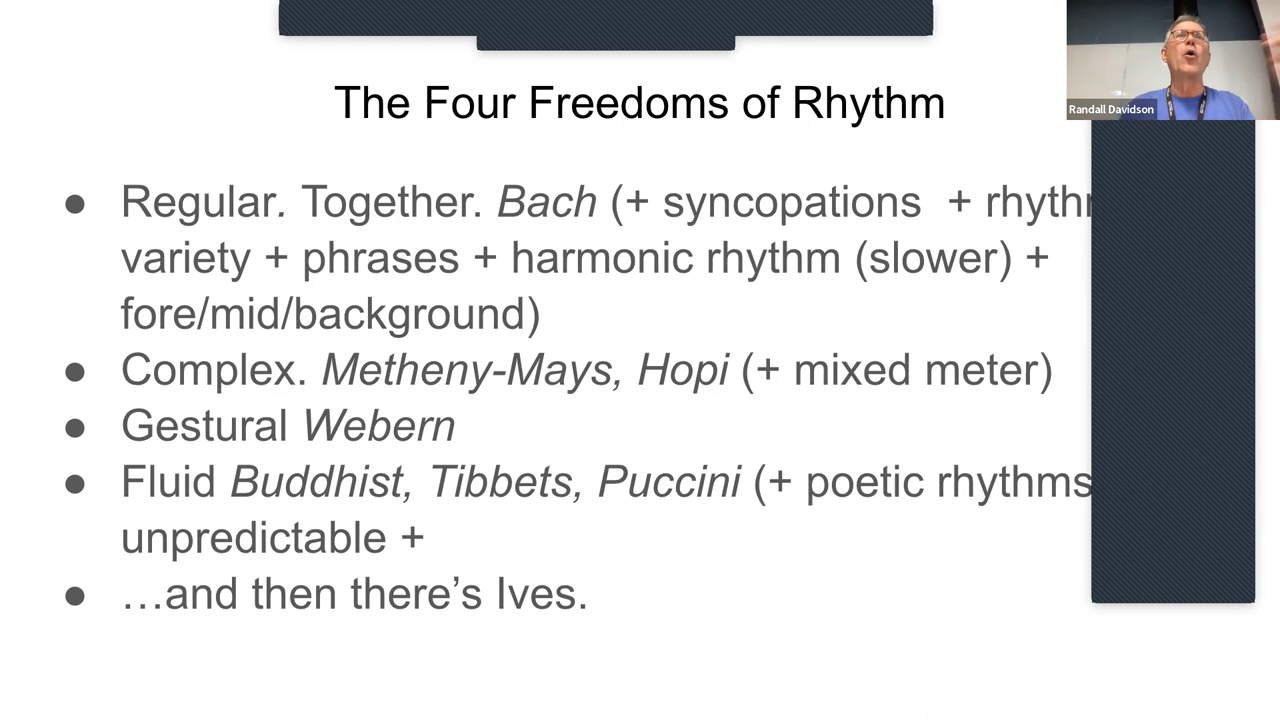 The Four Freedoms of Rhythm
Randall Davidson
● Regular. Together. Bach (+ syncopations + 
variety + phrases + harmonic rhythm (slower) +
fore/mid/background)
● Complex. Metheny-Mays, Hopi (+ mixed meter)
● Gestural Webern
● Fluid Buddhist, Tibbets, Puccini (+ poetic rhythms
unpredictable +
● …and then there’s Ives.